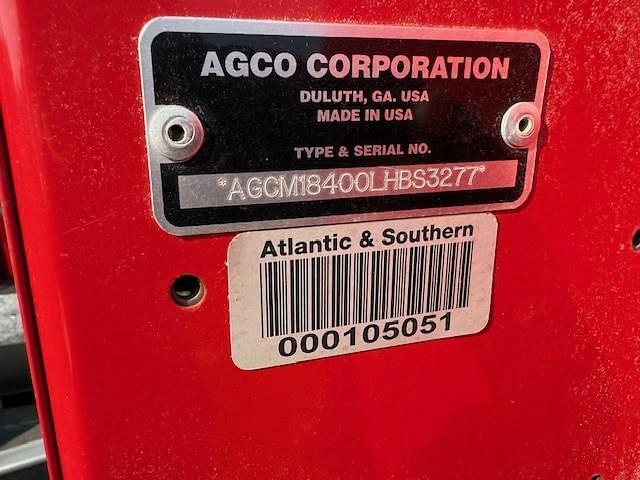 AGCO CORPORATION
DULUTH, GA. USA
MADE IN USA
TYPE & SERIAL NO.
*AGCM18400LHBS3277*
Atlantic & Southern
000105051